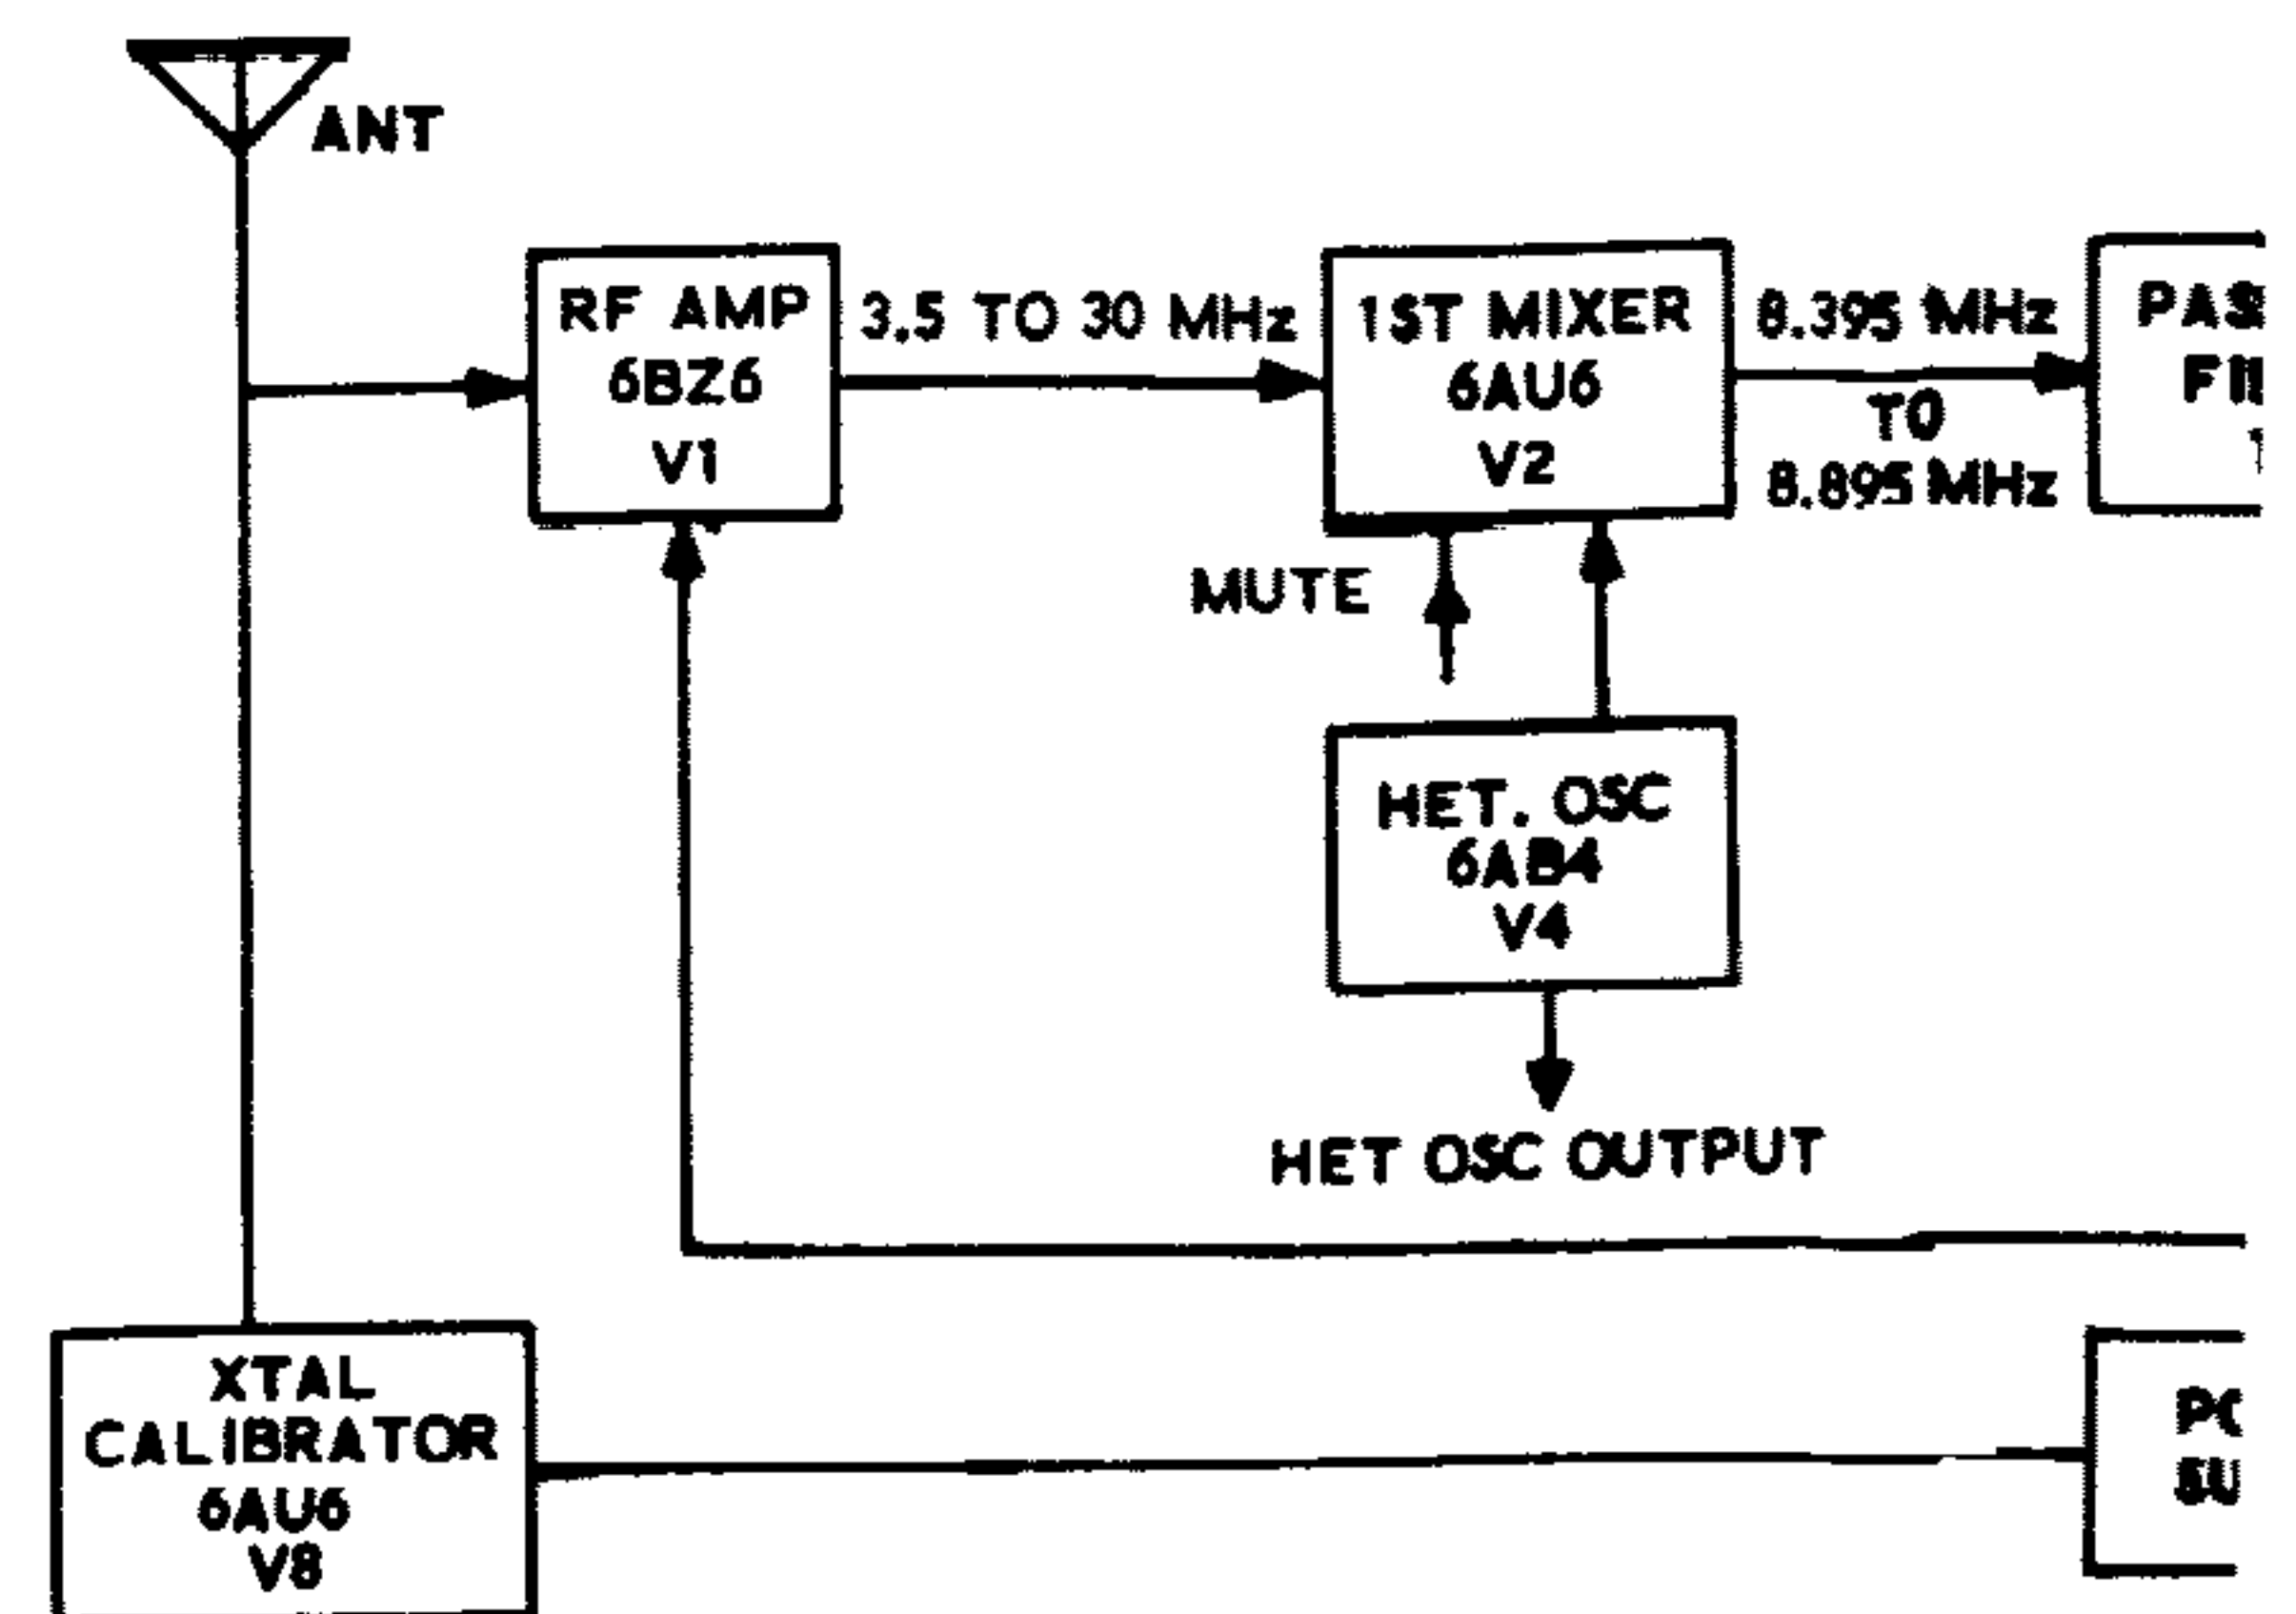 ANT
RF AMP
6BZ6
V1
3.5 TO 30 MHz
1ST MIXER
6AU6
V2
8.395 MHz
TO
8.895 MHz
MUTE
HET. OSC
6AB4
V4
HET OSC OUTPUT
XTAL
CALIBRATOR
6AU6
V8